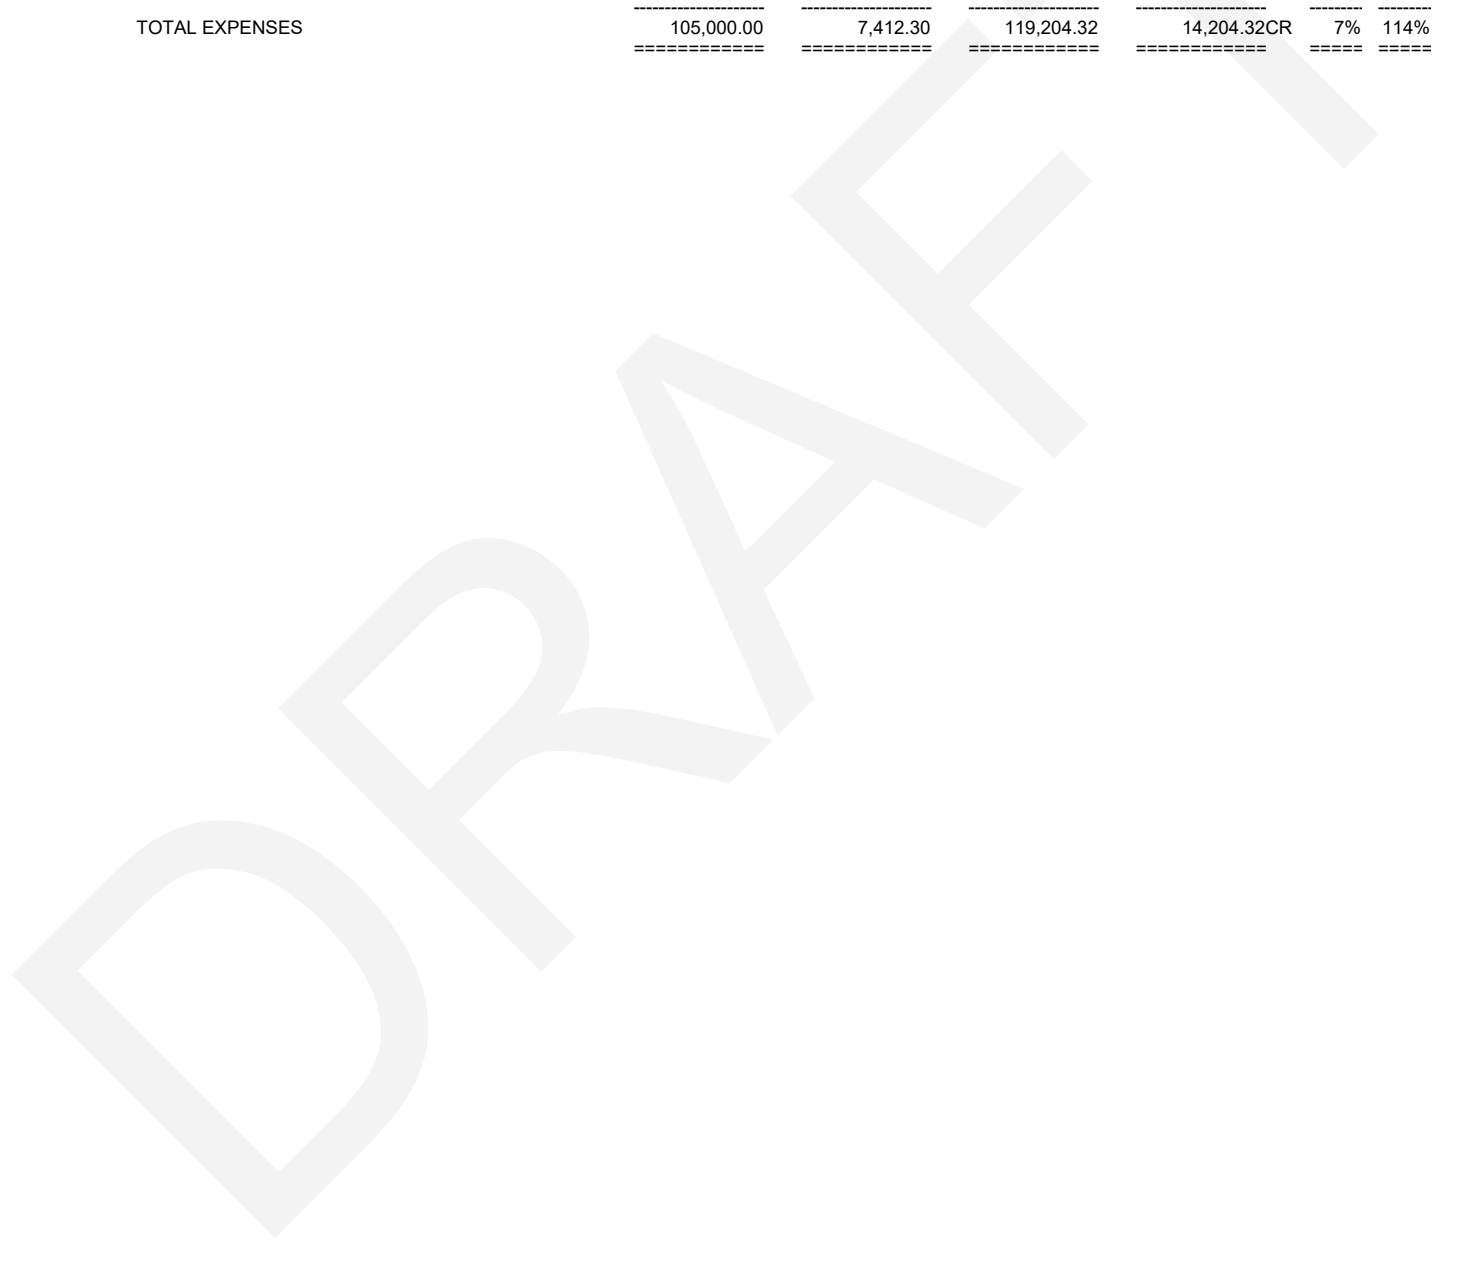 --------------------- --------------------- --------------------- --------------------- --------- ---------
TOTAL EXPENSES 105,000.00 7,412.30 119,204.32 14,204.32CR 7% 114%
============ ============ ============ ============ ===== =====
DRAFT